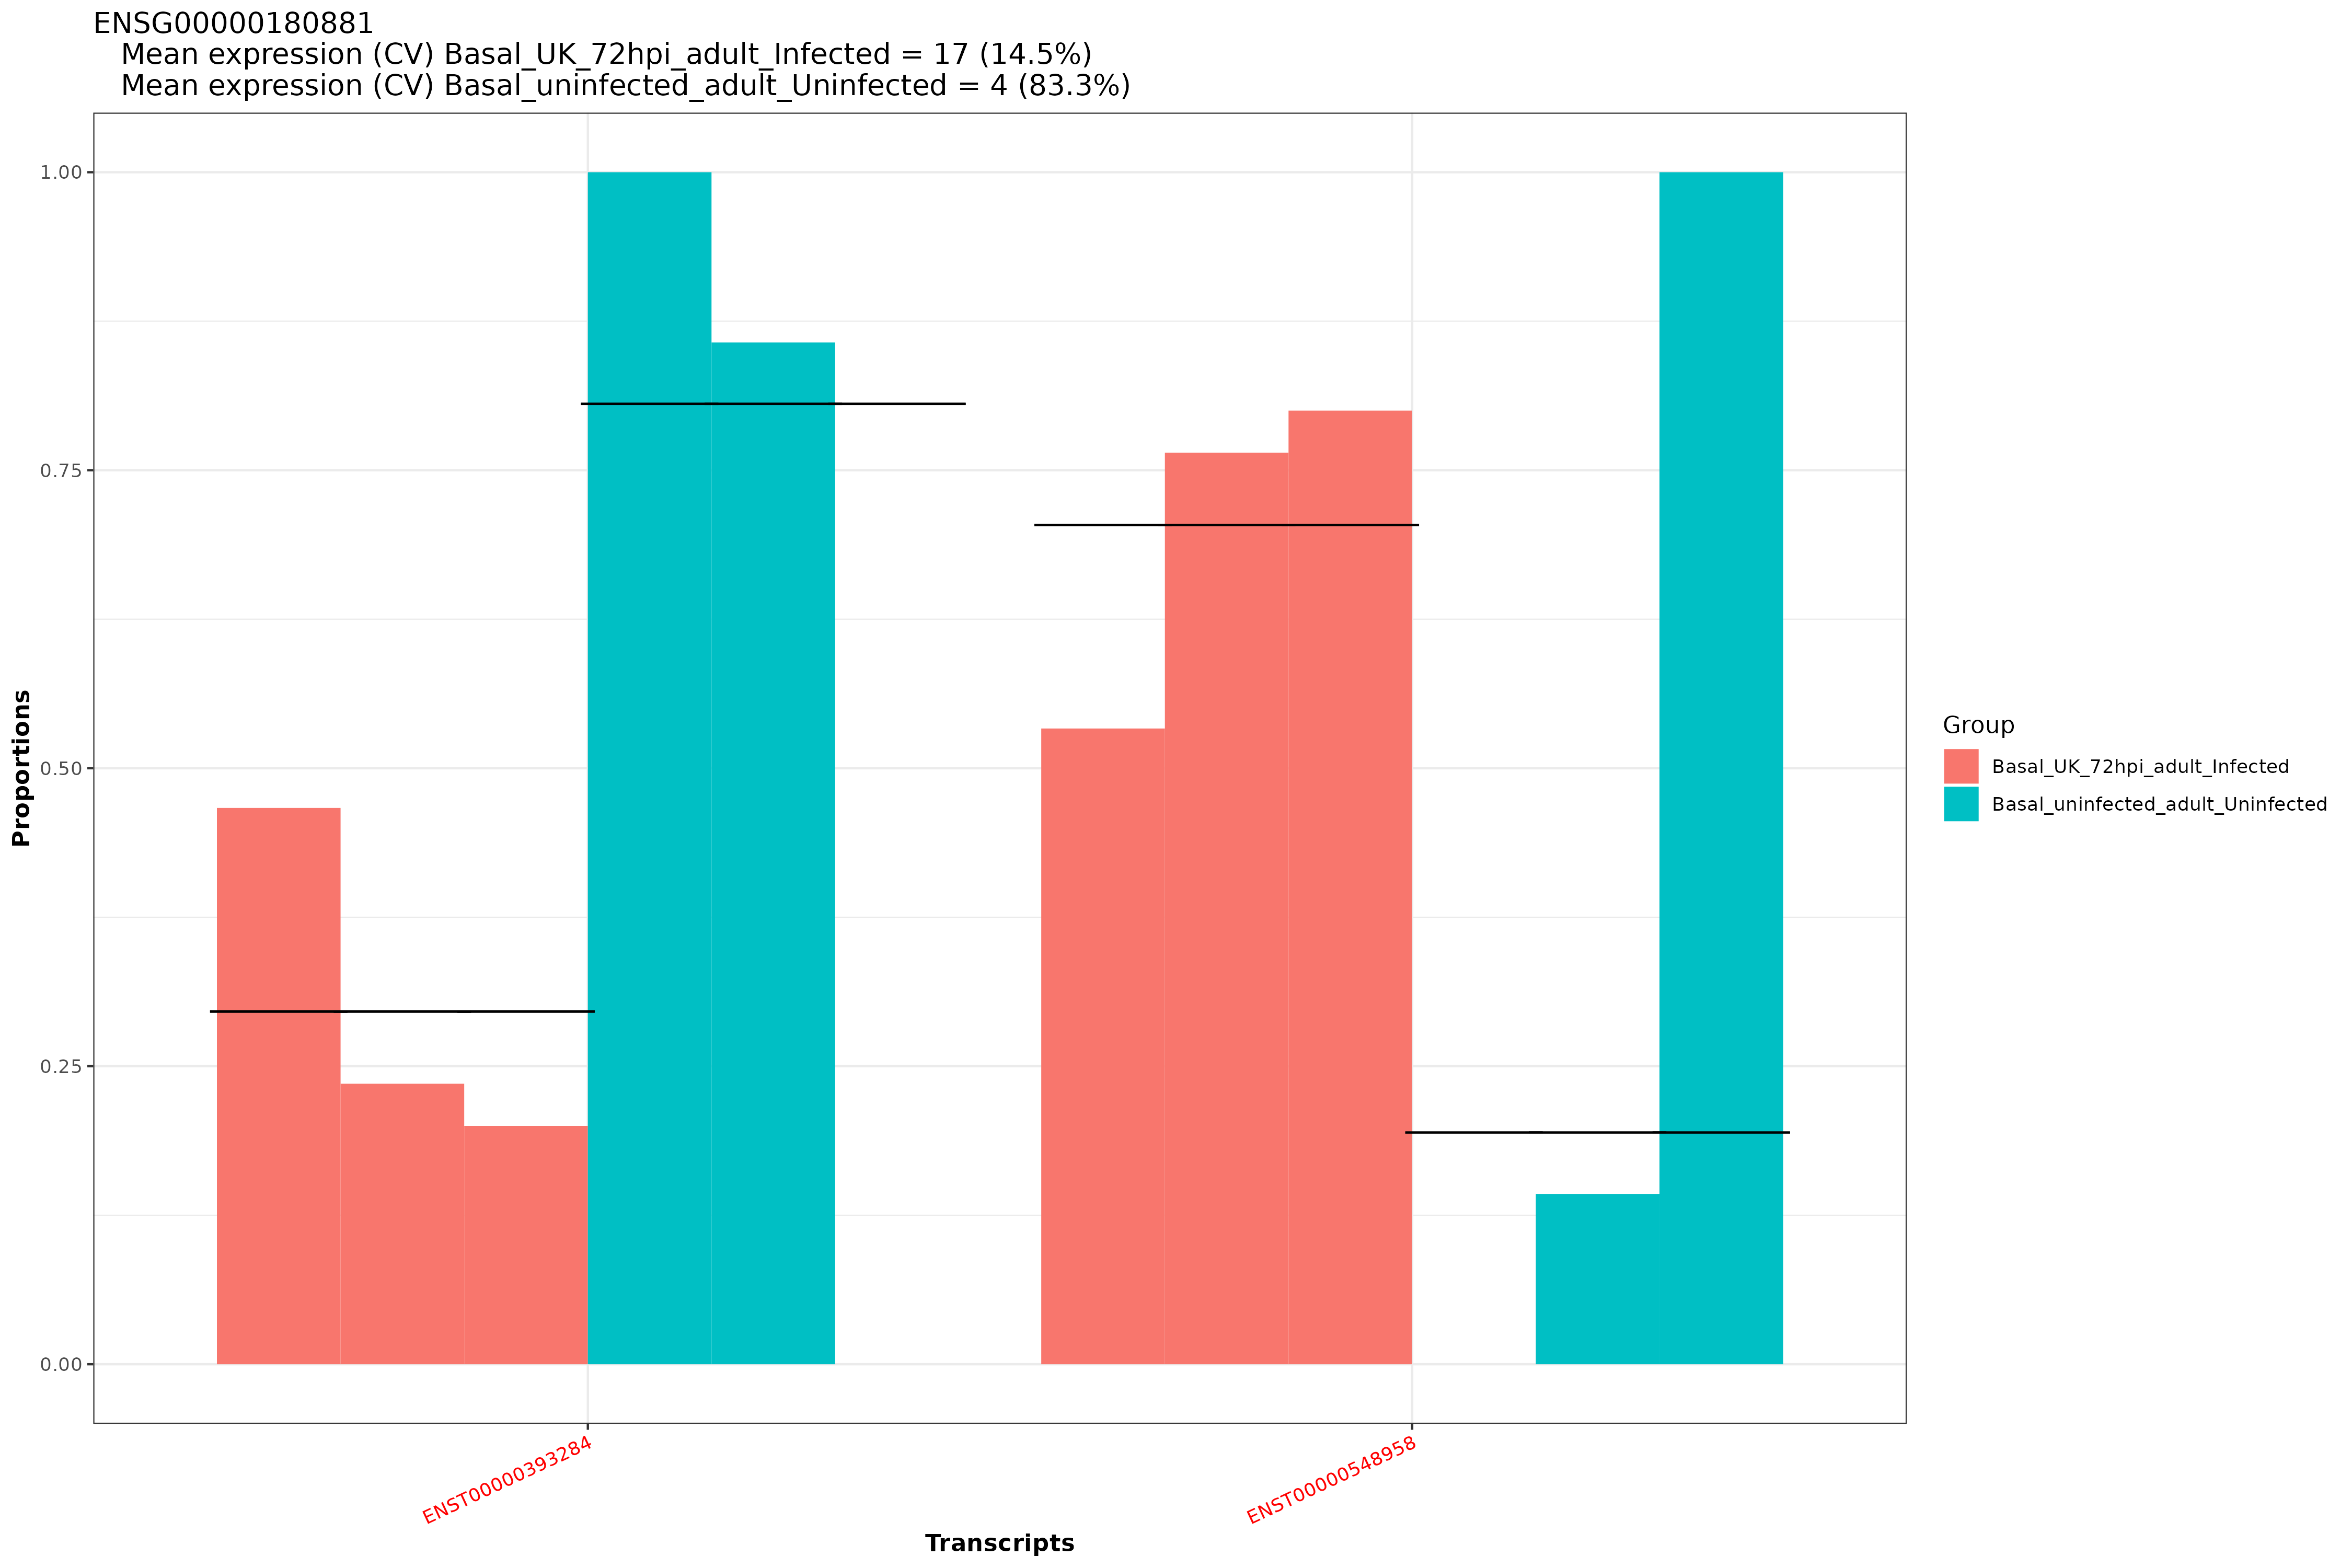 ENSG00000180881
Mean expression (CV) Basal_UK_72hpi_adult_Infected = 17 (14.5%)
Mean expression (CV) Basal_uninfected_adult_Uninfected = 4 (83.3%)
1.00
0.75
0.50
0.25
0.00
Proportions
ENST00000393284
ENST00000548958
Transcripts
Group
Basal_UK_72hpi_adult_Infected
Basal_uninfected_adult_Uninfected